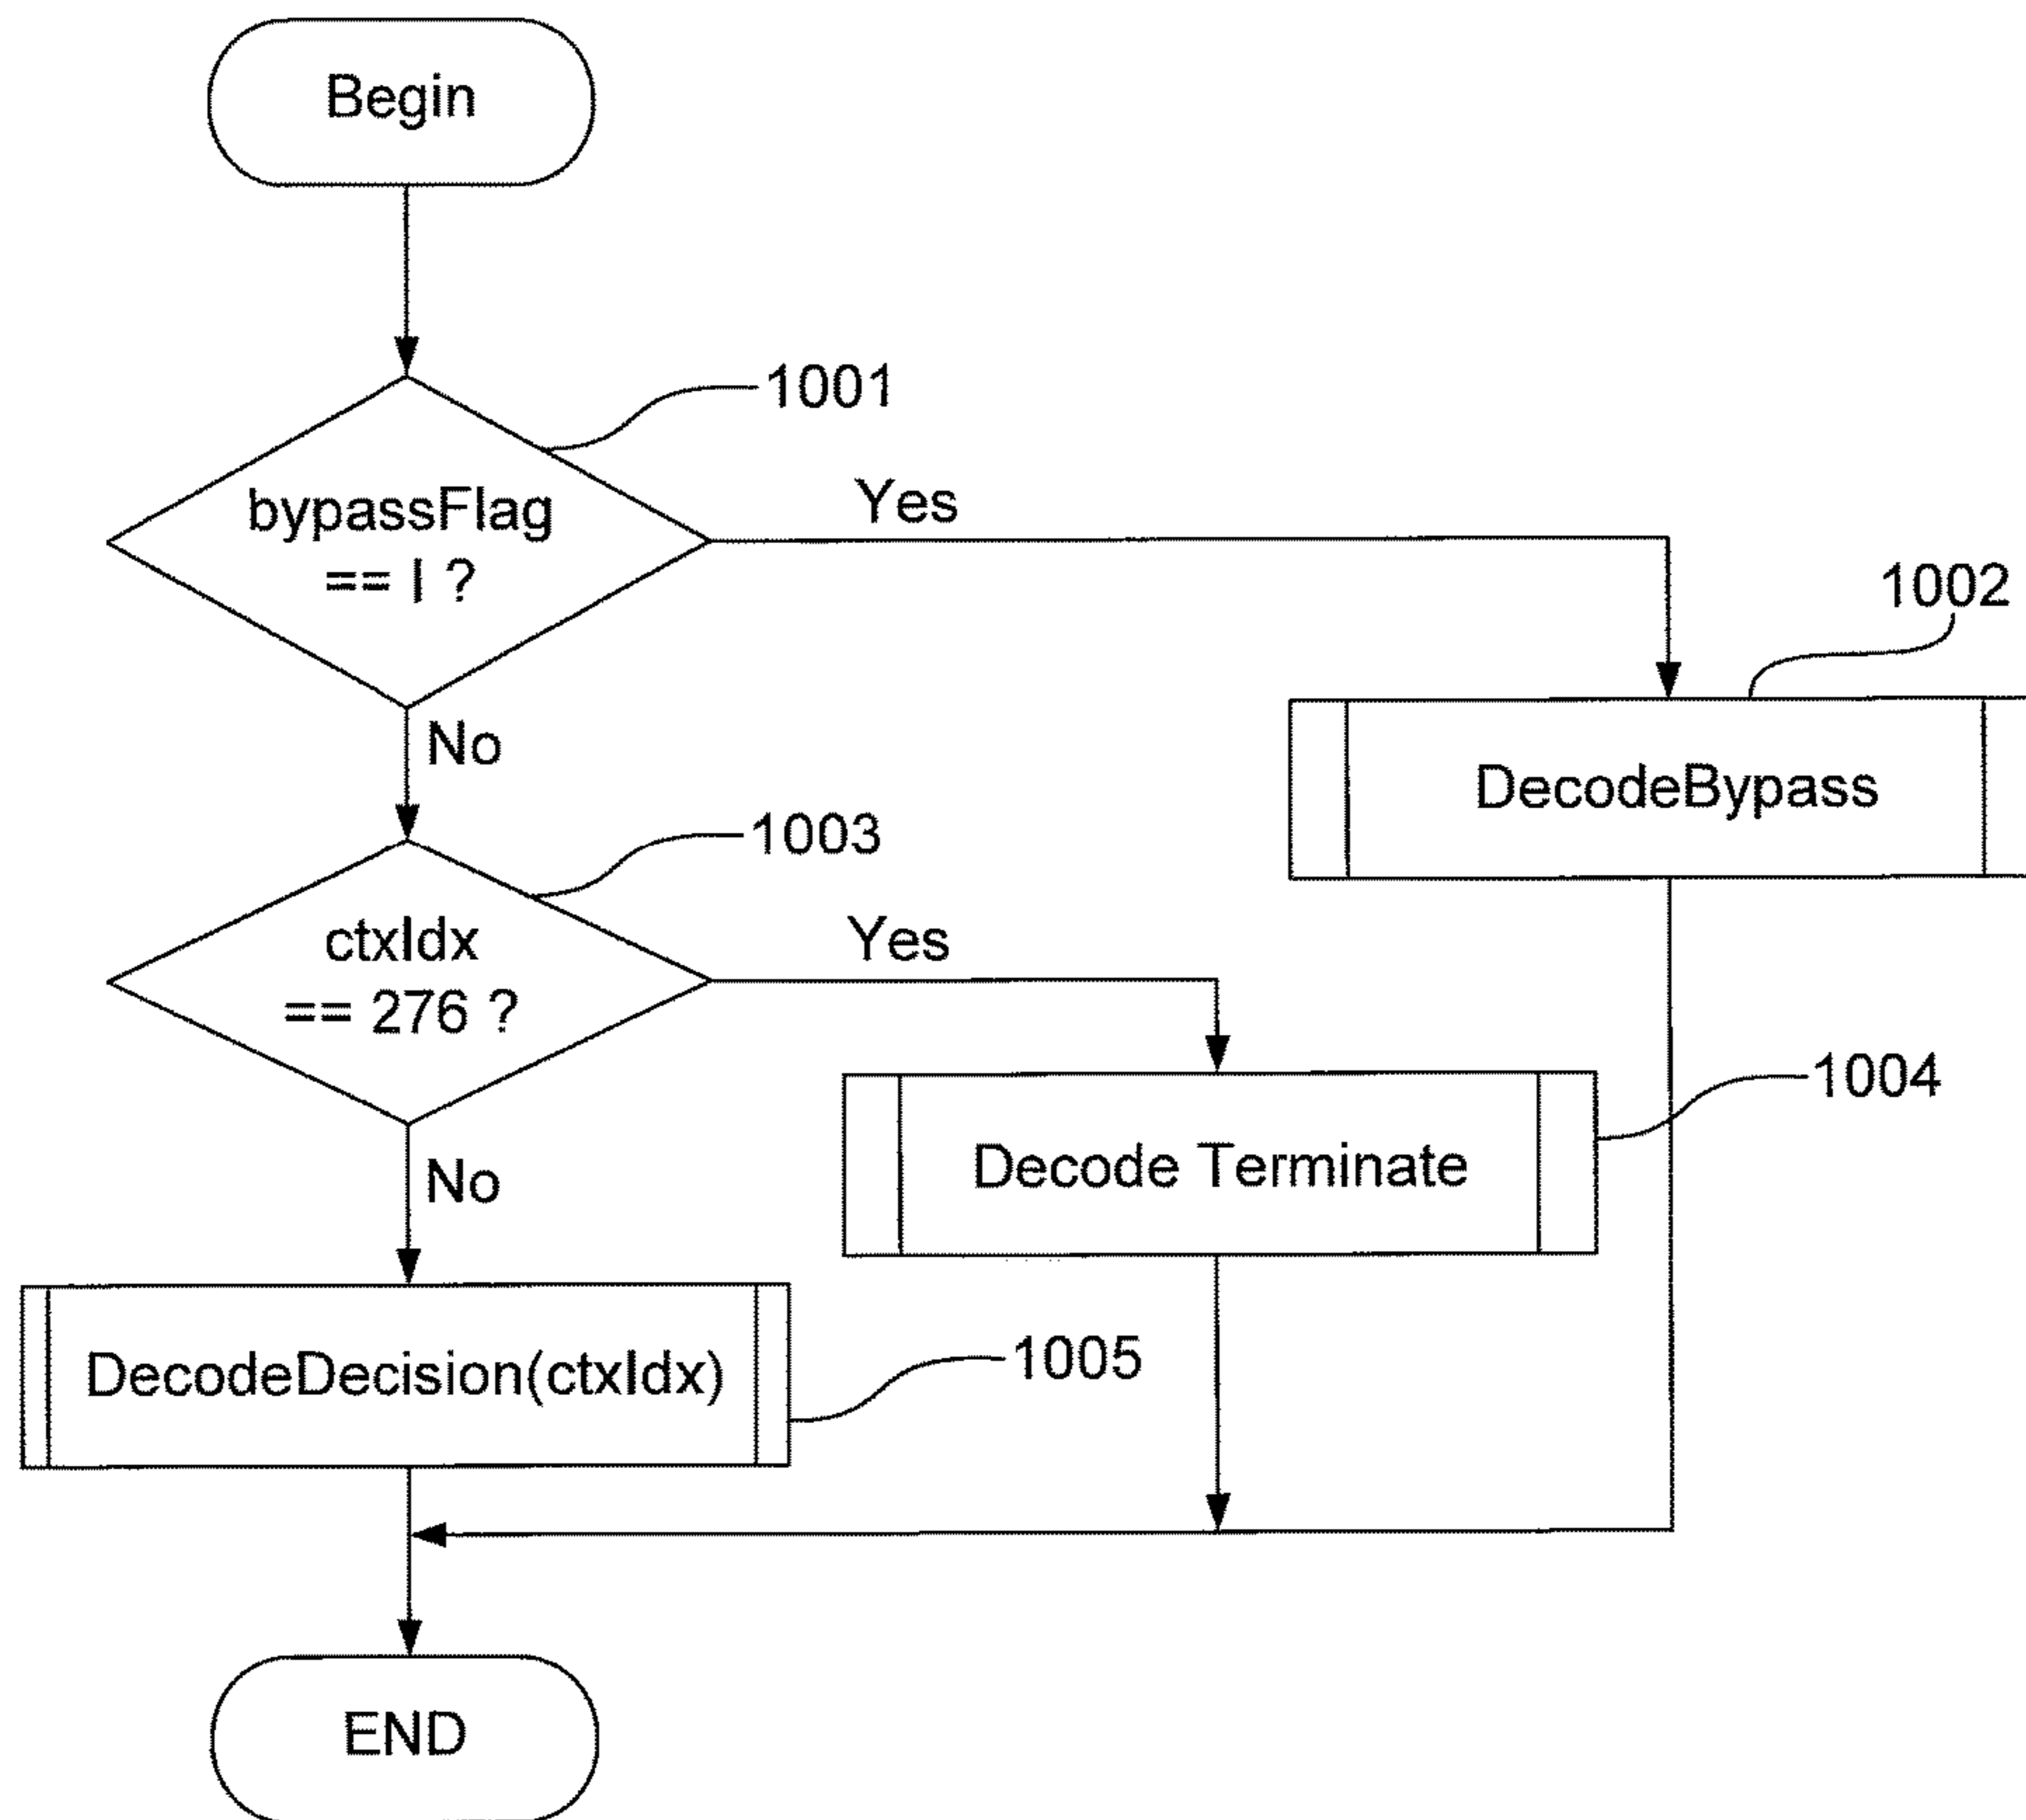 Begin
1001
bypassFlag
== I ?
Yes
1002
DecodeBypass
No
1003
ctxIdx
== 276 ?
Yes
1004
Decode Terminate
No
DecodeDecision(ctxIdx)
1005
END